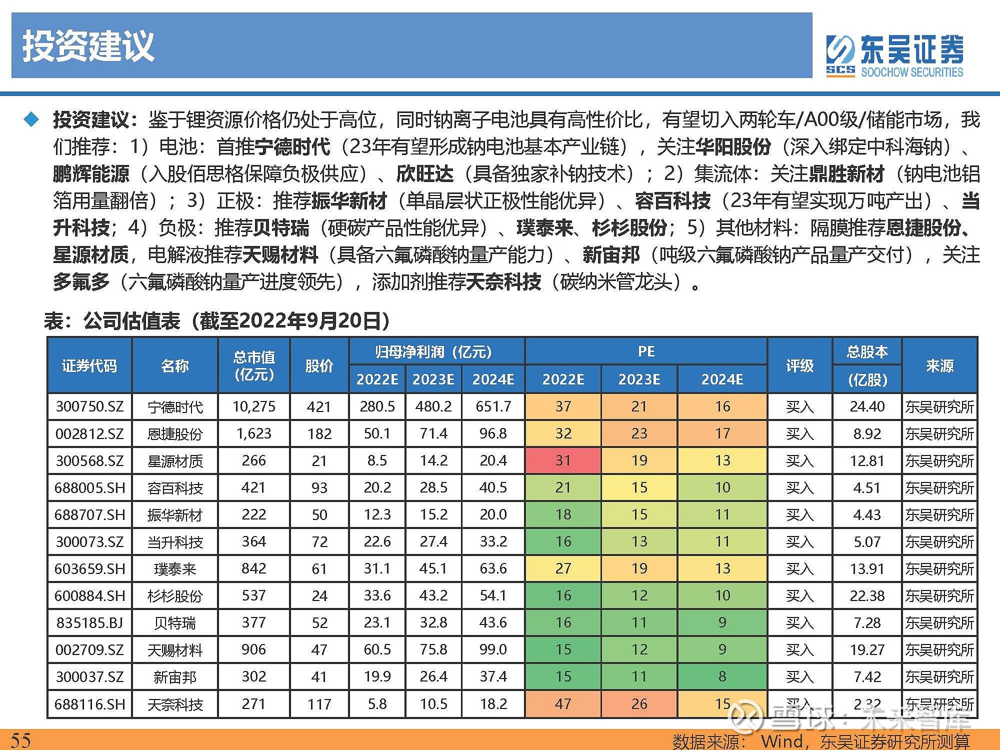 投资建议
东吴证券
SCS SOOCHOW SECURITIES
◆ 投资建议：鉴于锂资源价格仍处于高位，同时钠离子电池具有高性价比，有望切入两轮车/A00级/储能市场，我
们推荐：1）电池：首推宁德时代（23年有望形成钠电池基本产业链），关注华阳股份（深入绑定中科海钠）、
鹏辉能源（入股佰思格保障负极供应）、欣旺达（具备独家补钠技术）；2）集流体：关注鼎胜新材（钠电池铝
箔用量翻倍）；3）正极：推荐振华新材（单晶层状正极性能优异）、容百科技（23年有望实现万吨产出）、当
升科技；4）负极：推荐贝特瑞（硬碳产品性能优异）、璞泰来、杉杉股份；5）其他材料：隔膜推荐恩捷股份、
星源材质，电解液推荐天赐材料（具备六氟磷酸钠量产能力）、新宙邦（吨级六氟磷酸钠产品量产交付），关注
多氟多（六氟磷酸钠量产进度领先），添加剂推荐天奈科技（碳纳米管龙头）。
表：公司估值表（截至2022年9月20日）
证券代码 名称 总市值（亿元） 股价 归母净利润（亿元） PE 评级 总股本（亿股） 来源
2022E 2023E 2024E 2022E 2023E 2024E
300750.SZ 宁德时代 10,275 421 280.5 480.2 651.7 37 21 16 买入 24.40 东吴研究所
002812.SZ 恩捷股份 1,623 182 50.1 71.4 96.8 32 23 17 买入 8.92 东吴研究所
300568.SZ 星源材质 266 21 8.5 14.2 20.4 31 19 13 买入 12.81 东吴研究所
688005.SH 容百科技 421 93 20.2 28.5 40.5 21 15 10 买入 4.51 东吴研究所
688707.SH 振华新材 222 50 12.3 15.2 20.0 18 15 11 买入 4.43 东吴研究所
300073.SZ 当升科技 364 72 22.6 27.4 33.2 16 13 11 买入 5.07 东吴研究所
603659.SH 璞泰来 842 61 31.1 45.1 63.6 27 19 13 买入 13.91 东吴研究所
600884.SH 杉杉股份 537 24 33.6 43.2 54.1 16 12 10 买入 22.38 东吴研究所
835185.BJ 贝特瑞 377 52 23.1 32.8 43.6 16 11 9 买入 7.28 东吴研究所
002709.SZ 天赐材料 906 47 60.5 75.8 99.0 15 12 9 买入 19.27 东吴研究所
300037.SZ 新宙邦 302 41 19.9 26.4 37.4 15 11 8 买入 7.42 东吴研究所
688116.SH 天奈科技 271 117 5.8 10.5 18.2 47 26 15 买入 2.32 东吴研究所
雪球：未来智库
55
数据来源： Wind，东吴证券研究所测算